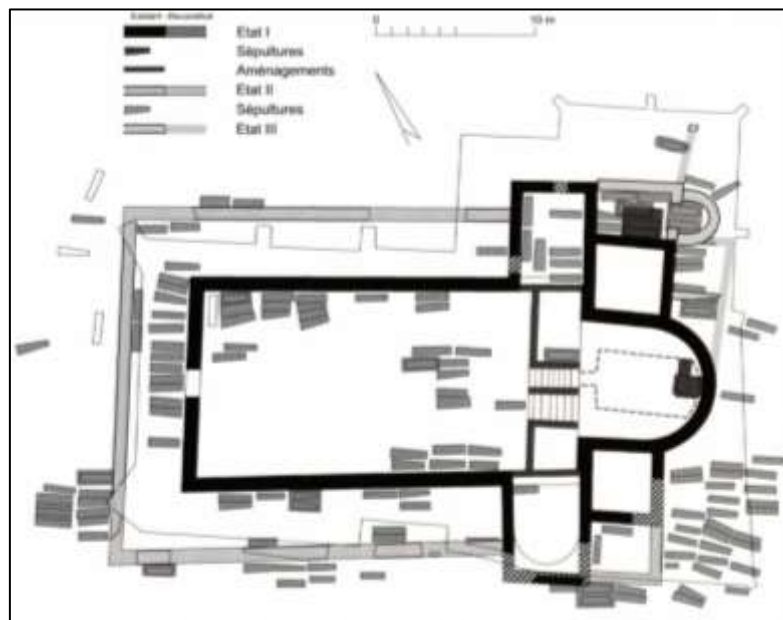 0 10 m
Etat I
Sépultures
Aménagements
Etat II
Sépultures
Etat III